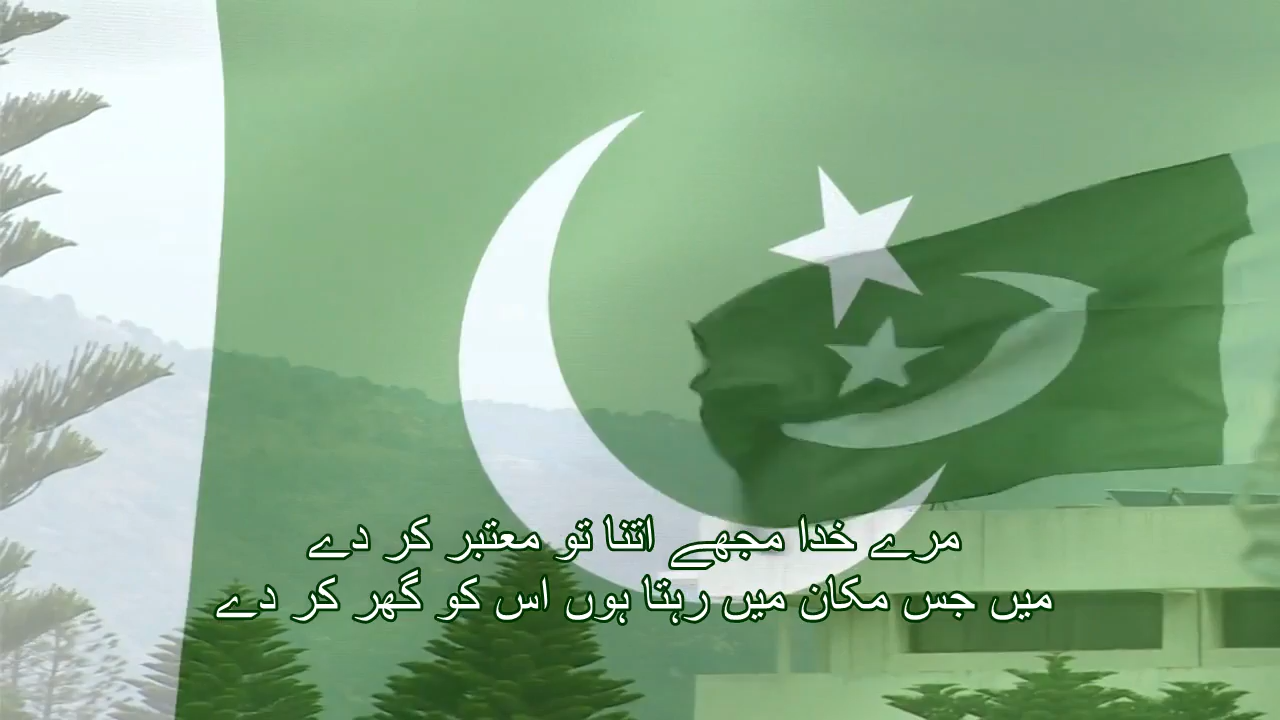 مرے خدا مجھے اتنا تو معتبر کر دے
میں جس مکان میں رہتا ہوں اس کو گھر کر دے